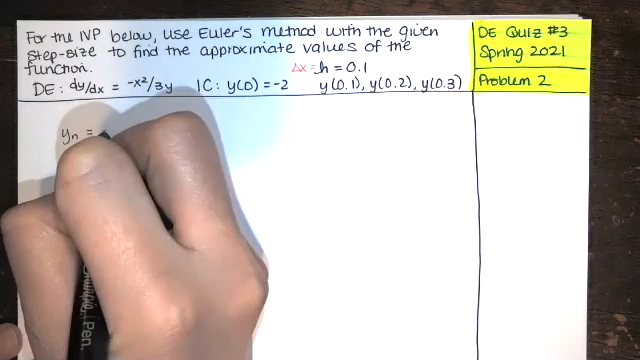 For the IVP below, use Euler's method with the given
step-size to find the approximate values of the
function.
Δx = h = 0.1
DE: dy/dx = -x²/3y IC: y(0) = -2 y(0.1), y(0.2), y(0.3)
DE Quiz #3
Spring 2021
Problem 2
yn =
Sharpie. Pen.